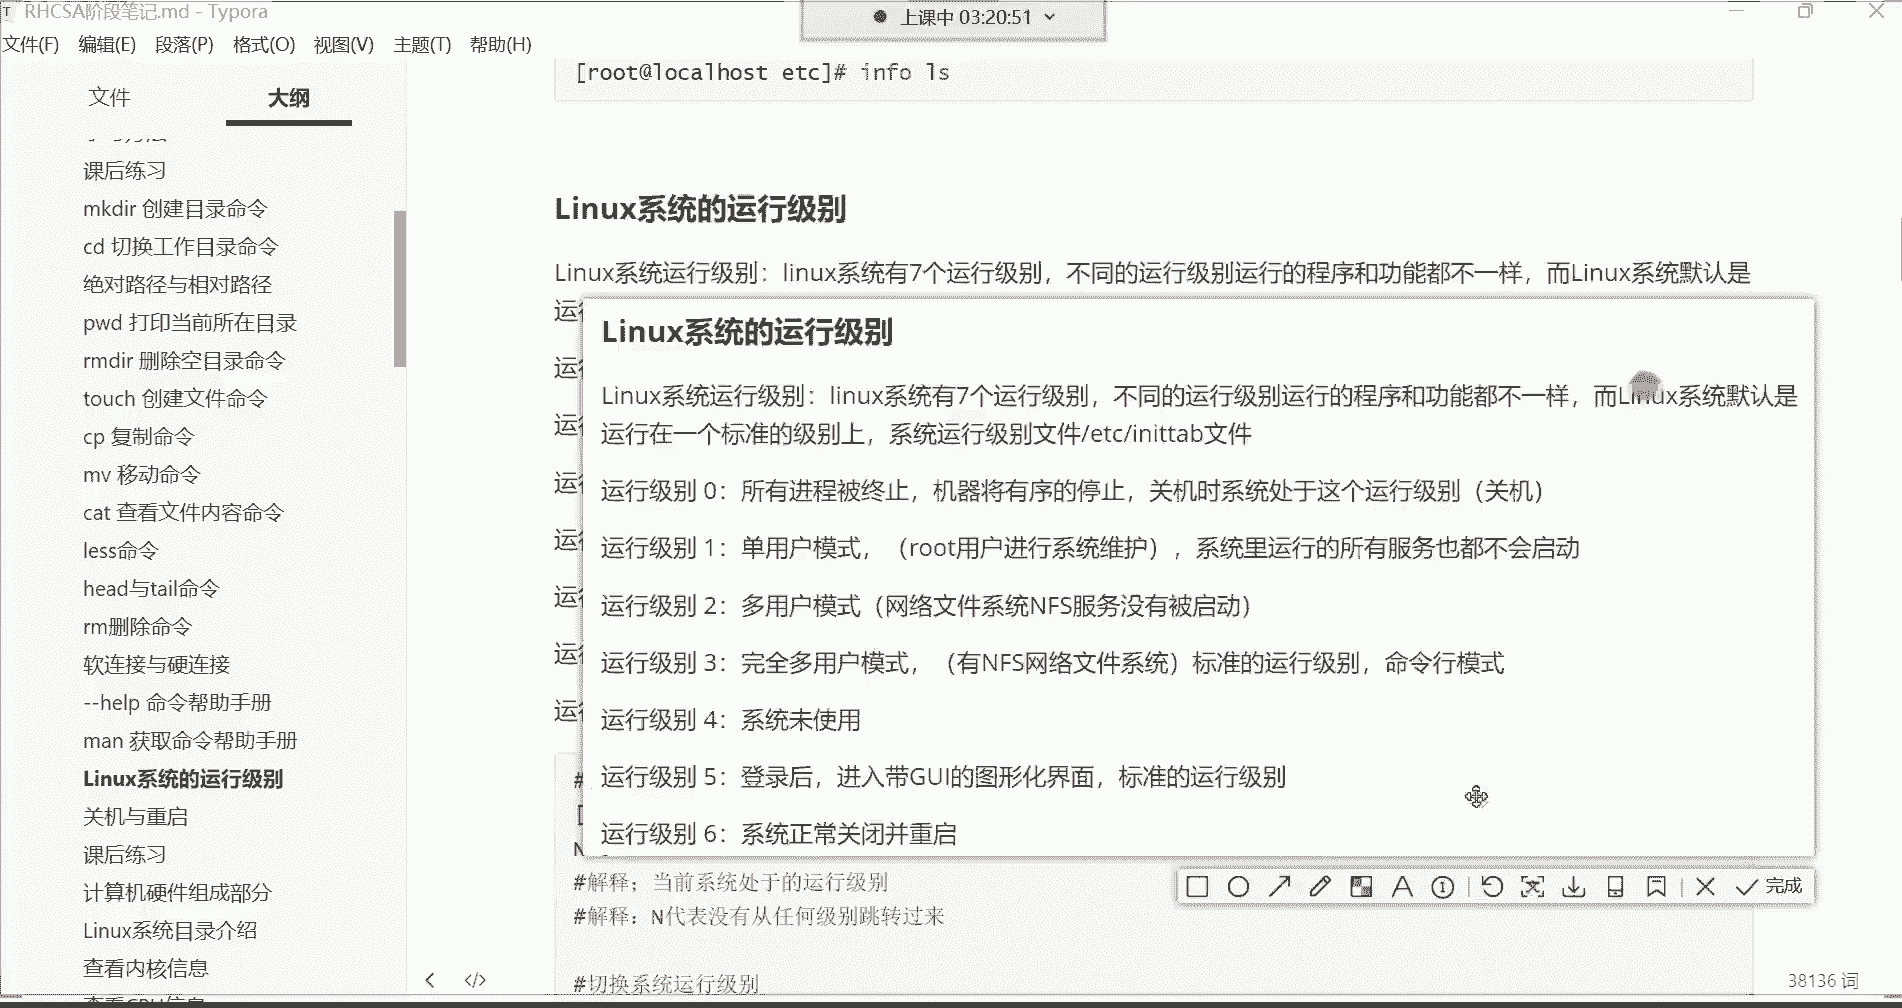 RHCSA阶段笔记.md - Typora
上课中 03:20:51
文件(F) 编辑(E) 段落(P) 格式(O) 视图(V) 主题(T) 帮助(H)
文件 大纲
课后练习
mkdir 创建目录命令
cd 切换工作目录命令
绝对路径与相对路径
pwd 打印当前所在目录
rmdir 删除空目录命令
touch 创建文件命令
cp 复制命令
mv 移动命令
cat 查看文件内容命令
less命令
head与tail命令
rm删除命令
软连接与硬连接
--help 命令帮助手册
man 获取命令帮助手册
Linux系统的运行级别
关机与重启
课后练习
计算机硬件组成部分
Linux系统目录介绍
查看内核信息
[root@localhost etc]# info ls
Linux系统的运行级别
Linux系统运行级别：linux系统有7个运行级别，不同的运行级别运行的程序和功能都不一样，而Linux系统默认是
Linux系统的运行级别
Linux系统运行级别：linux系统有7个运行级别，不同的运行级别运行的程序和功能都不一样，而Linux系统默认是
运行在一个标准的级别上，系统运行级别文件/etc/inittab文件
运行级别 0：所有进程被终止，机器将有序的停止，关机时系统处于这个运行级别（关机）
运行级别 1：单用户模式，（root用户进行系统维护），系统里运行的所有服务也都不会启动
运行级别 2：多用户模式（网络文件系统NFS服务没有被启动）
运行级别 3：完全多用户模式，（有NFS网络文件系统）标准的运行级别，命令行模式
运行级别 4：系统未使用
运行级别 5：登录后，进入带GUI的图形化界面，标准的运行级别
运行级别 6：系统正常关闭并重启
完成
#解释；当前系统处于的运行级别
#解释：N代表没有从任何级别跳转过来
#切换系统运行级别
38136 词